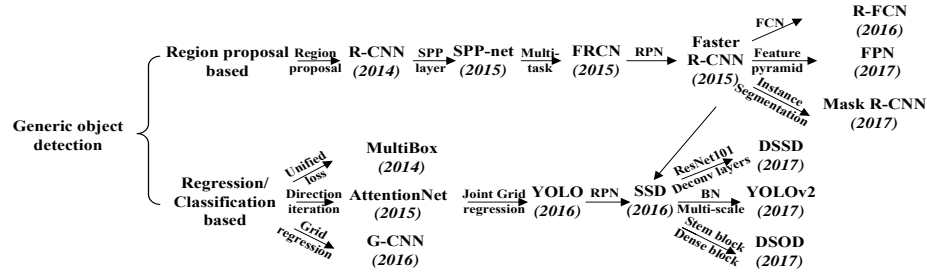 Generic object
detection
Region proposal
based
Region
proposal
R-CNN
(2014)
SPP
layer
SPP-net
(2015)
Multi-
task
FRCN
(2015)
RPN
Faster
R-CNN
(2015)
FCN
R-FCN
(2016)
Feature
pyramid
FPN
(2017)
Instance
Segmentation
Mask R-CNN
(2017)
Regression/
Classification
based
Unified
loss
MultiBox
(2014)
Direction
iteration
AttentionNet
(2015)
Grid
regression
G-CNN
(2016)
Joint Grid
regression
YOLO
(2016)
RPN
SSD
(2016)
ResNet101
Deconv layers
DSSD
(2017)
BN
Multi-scale
YOLOv2
(2017)
Stem block
Dense block
DSOD
(2017)